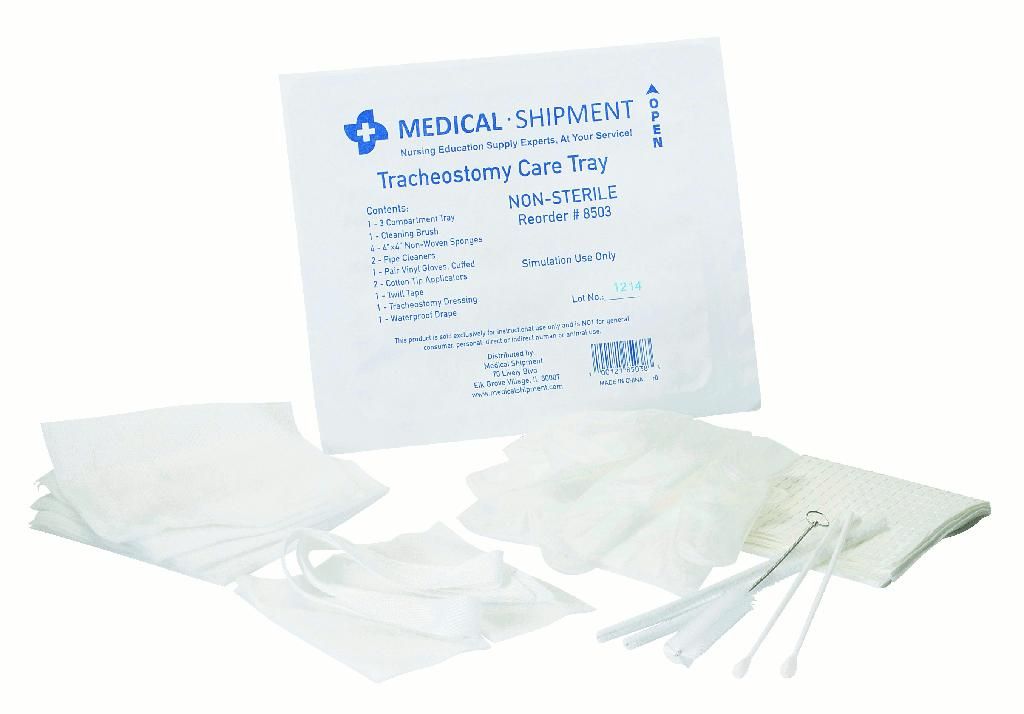 MEDICAL · SHIPMENT
Nursing Education Supply Experts, At Your Service!
OPEN
Tracheostomy Care Tray
NON-STERILE
Reorder # 8503
Contents:
1 - 3 Compartment Tray
1 - Cleaning Brush
4 - 4"x4" Non-Woven Sponges
2 - Pipe Cleaners
1 - Pair Vinyl Gloves, Cuffed
2 - Cotton Tip Applicators
1 - Twill Tape
1 - Tracheostomy Dressing
1 - Waterproof Drape
Simulation Use Only
Lot No.: 1214
This product is sold exclusively for instructional use only and is NOT for general
consumer, personal, direct or indirect human or animal use.
Distributed by
Medical Shipment
70 Lively Blvd
Elk Grove Village, IL 60007
www.medicalshipment.com
MADE IN CHINA